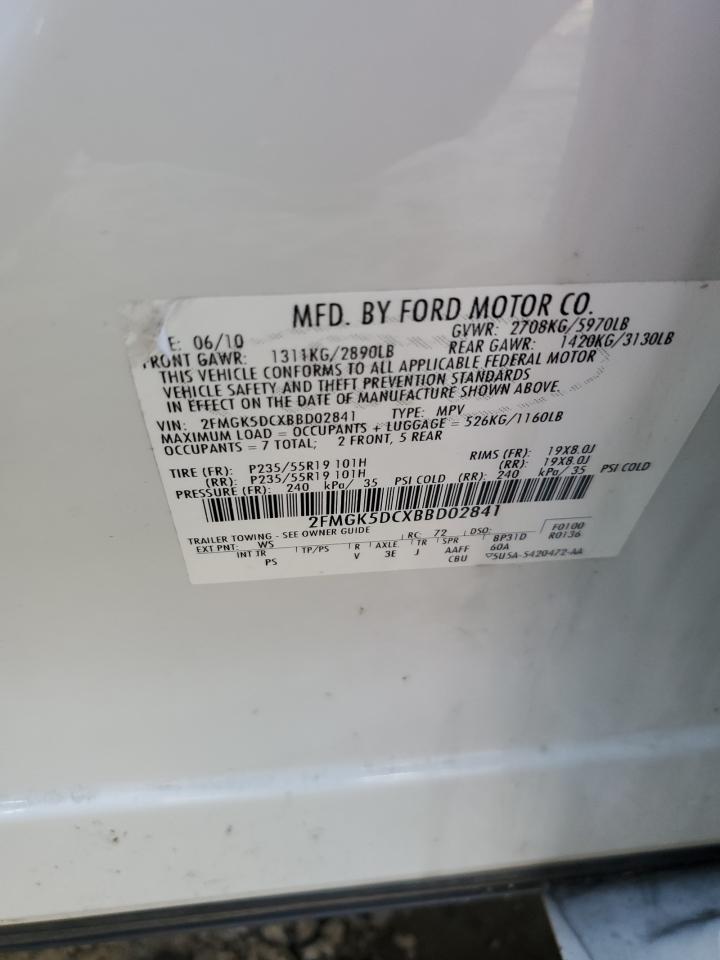 MFD. BY FORD MOTOR CO.
E: 06/10 GVWR: 2708KG/5970LB
FRONT GAWR: 1311KG/2890LB REAR GAWR: 1420KG/3130LB
THIS VEHICLE CONFORMS TO ALL APPLICABLE FEDERAL MOTOR
VEHICLE SAFETY AND THEFT PREVENTION STANDARDS
IN EFFECT ON THE DATE OF MANUFACTURE SHOWN ABOVE.
VIN: 2FMGK5DCXBBD02841 TYPE: MPV
MAXIMUM LOAD = OCCUPANTS + LUGGAGE = 526KG/1160LB
OCCUPANTS = 7 TOTAL; 2 FRONT, 5 REAR
TIRE (FR): P235/55R19 101H RIMS (FR): 19X8.0J
(RR): P235/55R19 101H (RR): 19X8.0J
PRESSURE (FR): 240 kPa/ 35 PSI COLD (RR): 240 kPa/ 35 PSI COLD
2FMGK5DCXBBD02841
TRAILER TOWING - SEE OWNER GUIDE
EXT PNT: WS RC: 72 DSO: F0100
INT TR TP/PS R AXLE TR SPR BP31D R0136
PS V 3E J AAFF 60A
CBU ▽5U5A-5420472-AA